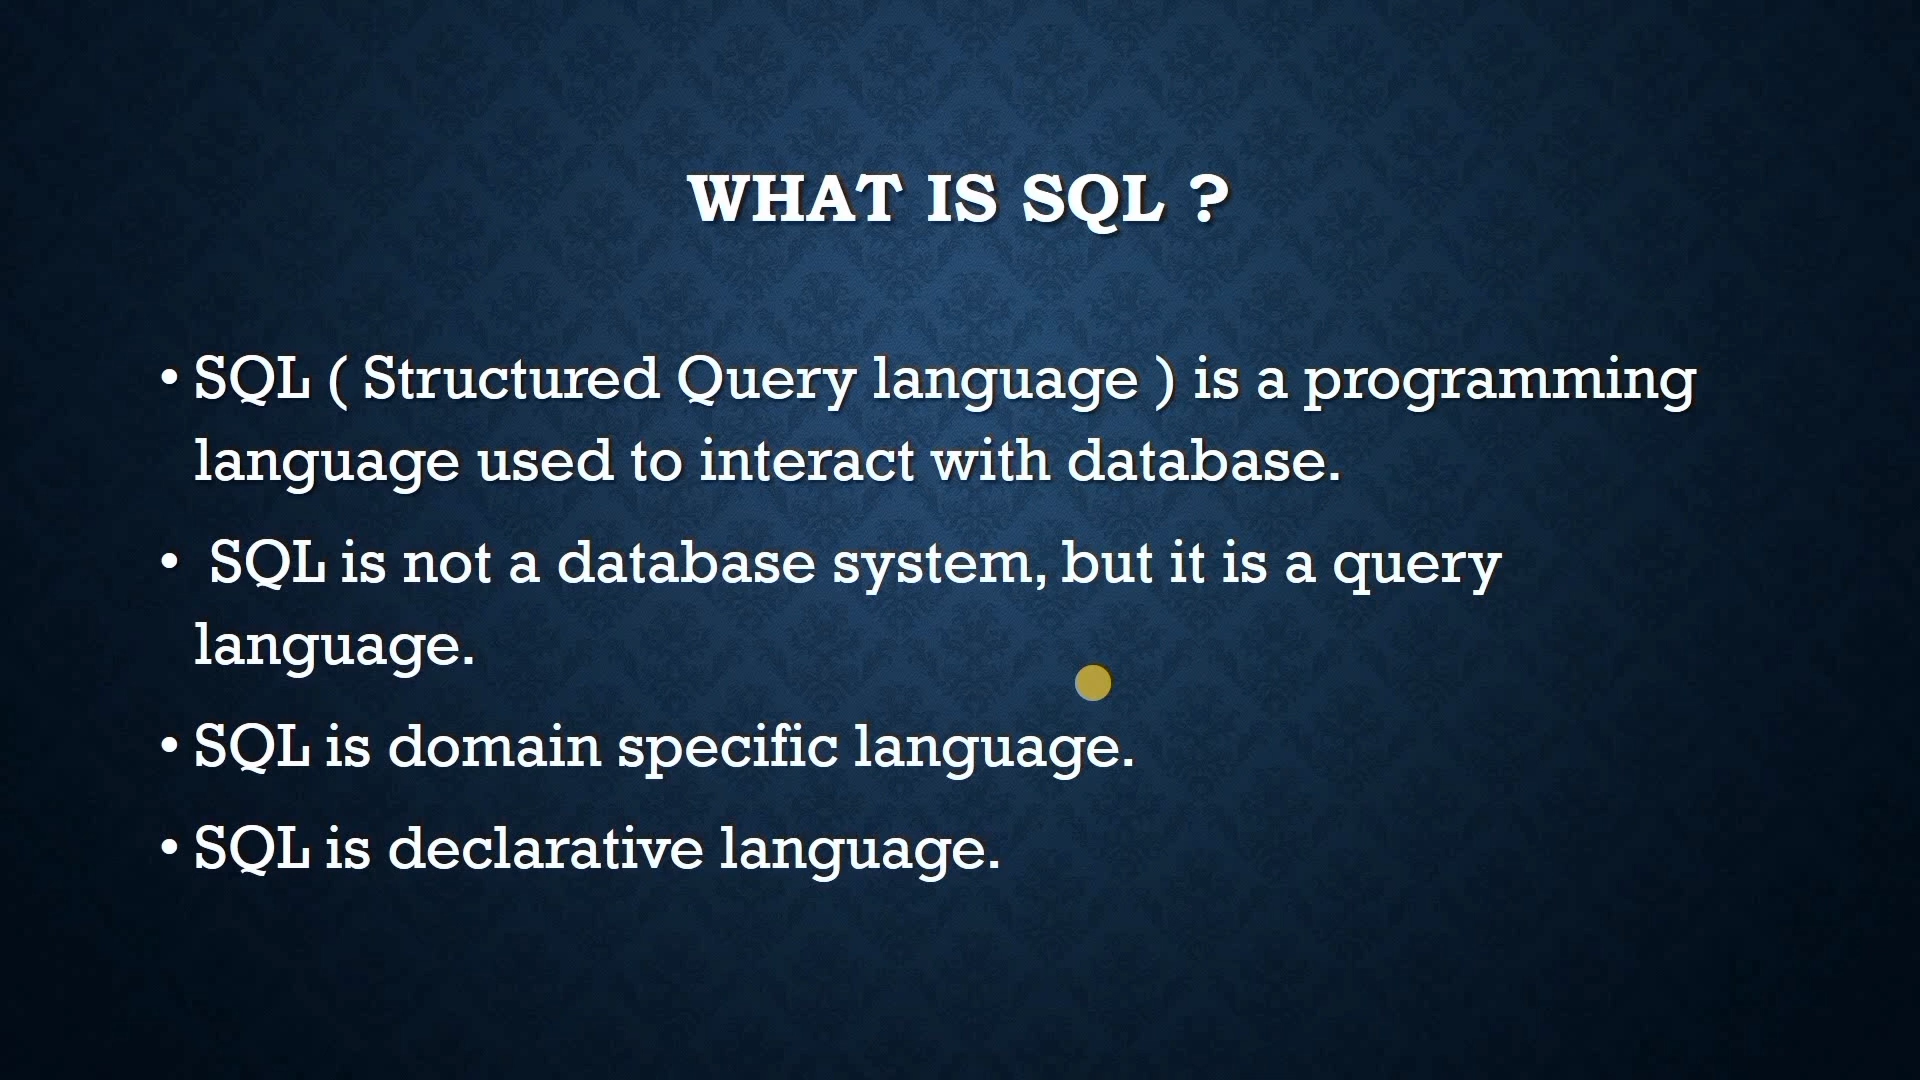 WHAT IS SQL ?
• SQL ( Structured Query language ) is a programming
language used to interact with database.
• SQL is not a database system, but it is a query
language.
• SQL is domain specific language.
• SQL is declarative language.